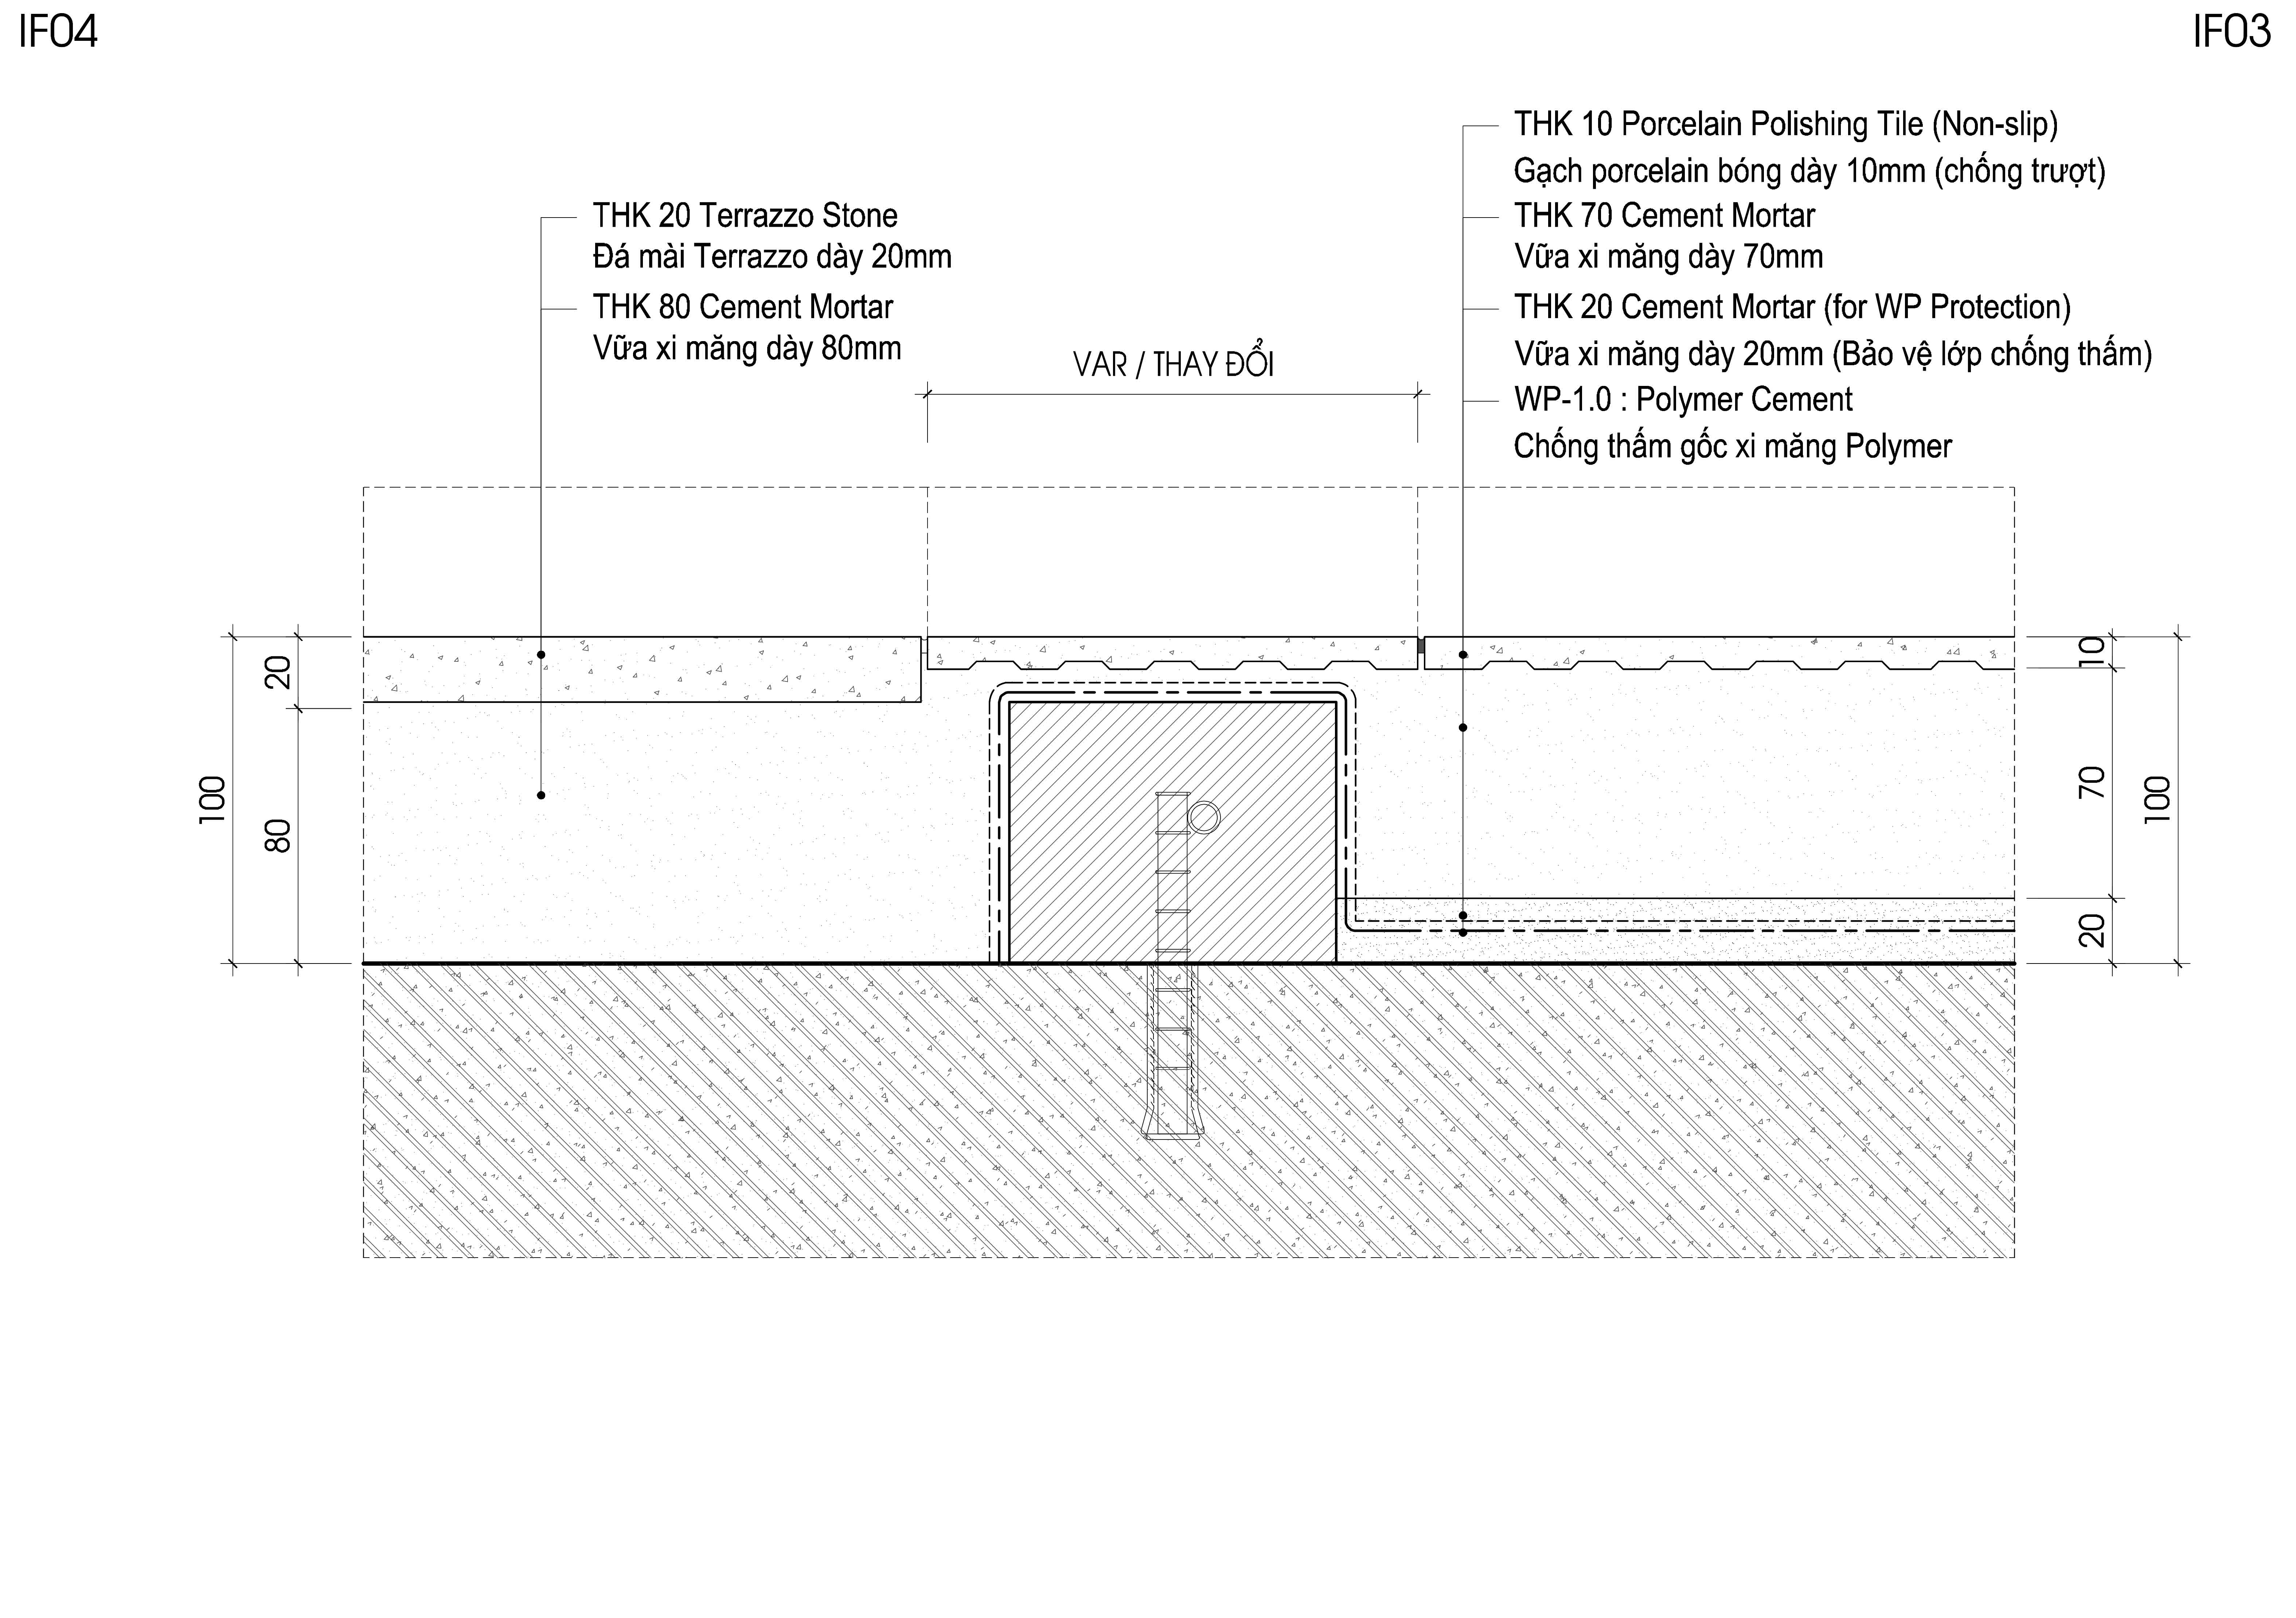 IF04
IF03
THK 10 Porcelain Polishing Tile (Non-slip)
Gạch porcelain bóng dày 10mm (chống trượt)
THK 20 Terrazzo Stone
Đá mài Terrazzo dày 20mm
THK 80 Cement Mortar
Vữa xi măng dày 80mm
THK 70 Cement Mortar
Vữa xi măng dày 70mm
THK 20 Cement Mortar (for WP Protection)
Vữa xi măng dày 20mm (Bảo vệ lớp chống thấm)
WP-1.0 : Polymer Cement
Chống thấm gốc xi măng Polymer
VAR / THAY ĐỔI
100
20
80
10
70
20
100